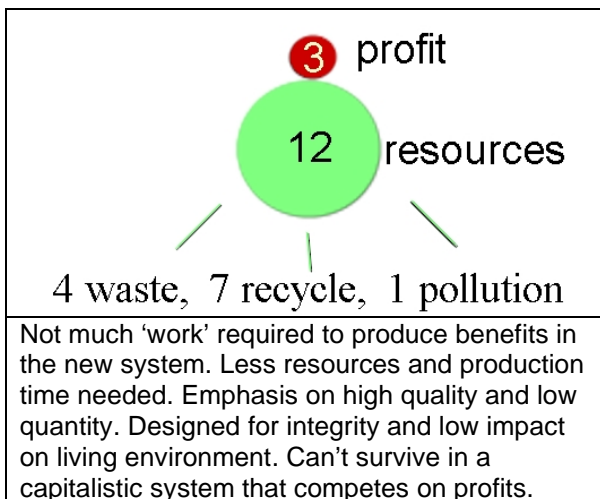 3 profit
12 resources
4 waste, 7 recycle, 1 pollution
Not much ‘work’ required to produce benefits in
the new system. Less resources and production
time needed. Emphasis on high quality and low
quantity. Designed for integrity and low impact
on living environment. Can’t survive in a
capitalistic system that competes on profits.